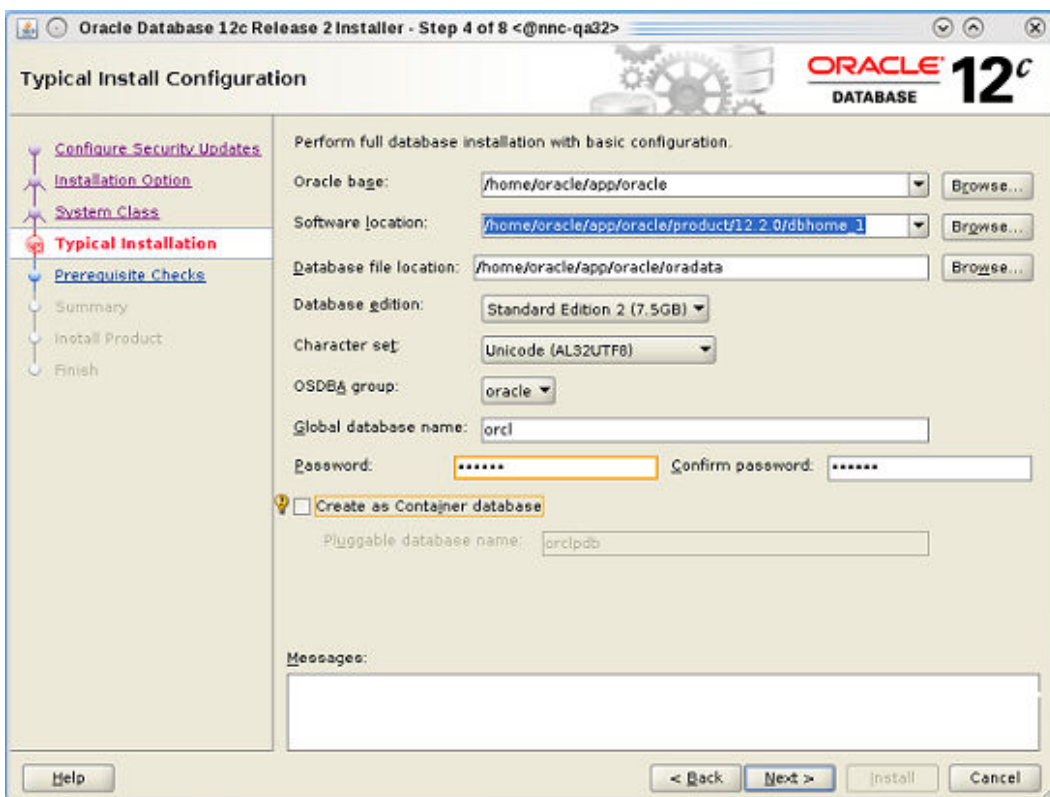 Oracle Database 12c Release 2 Installer - Step 4 of 8 <@nnc-qa32>
Typical Install Configuration
ORACLE
DATABASE
12c
Configure Security Updates
Installation Option
System Class
Typical Installation
Prerequisite Checks
Summary
Install Product
Finish
Perform full database installation with basic configuration.
Oracle base: /home/oracle/app/oracle Browse...
Software location: /home/oracle/app/oracle/product/12.2.0/dbhome_1 Browse...
Database file location: /home/oracle/app/oracle/oradata Browse...
Database edition: Standard Edition 2 (7.5GB)
Character set: Unicode (AL32UTF8)
OSDBA group: oracle
Global database name: orcl
Password: •••••• Confirm password: ••••••
Create as Container database
Pluggable database name: orclpdb
Messages:
Help < Back Next > Install Cancel